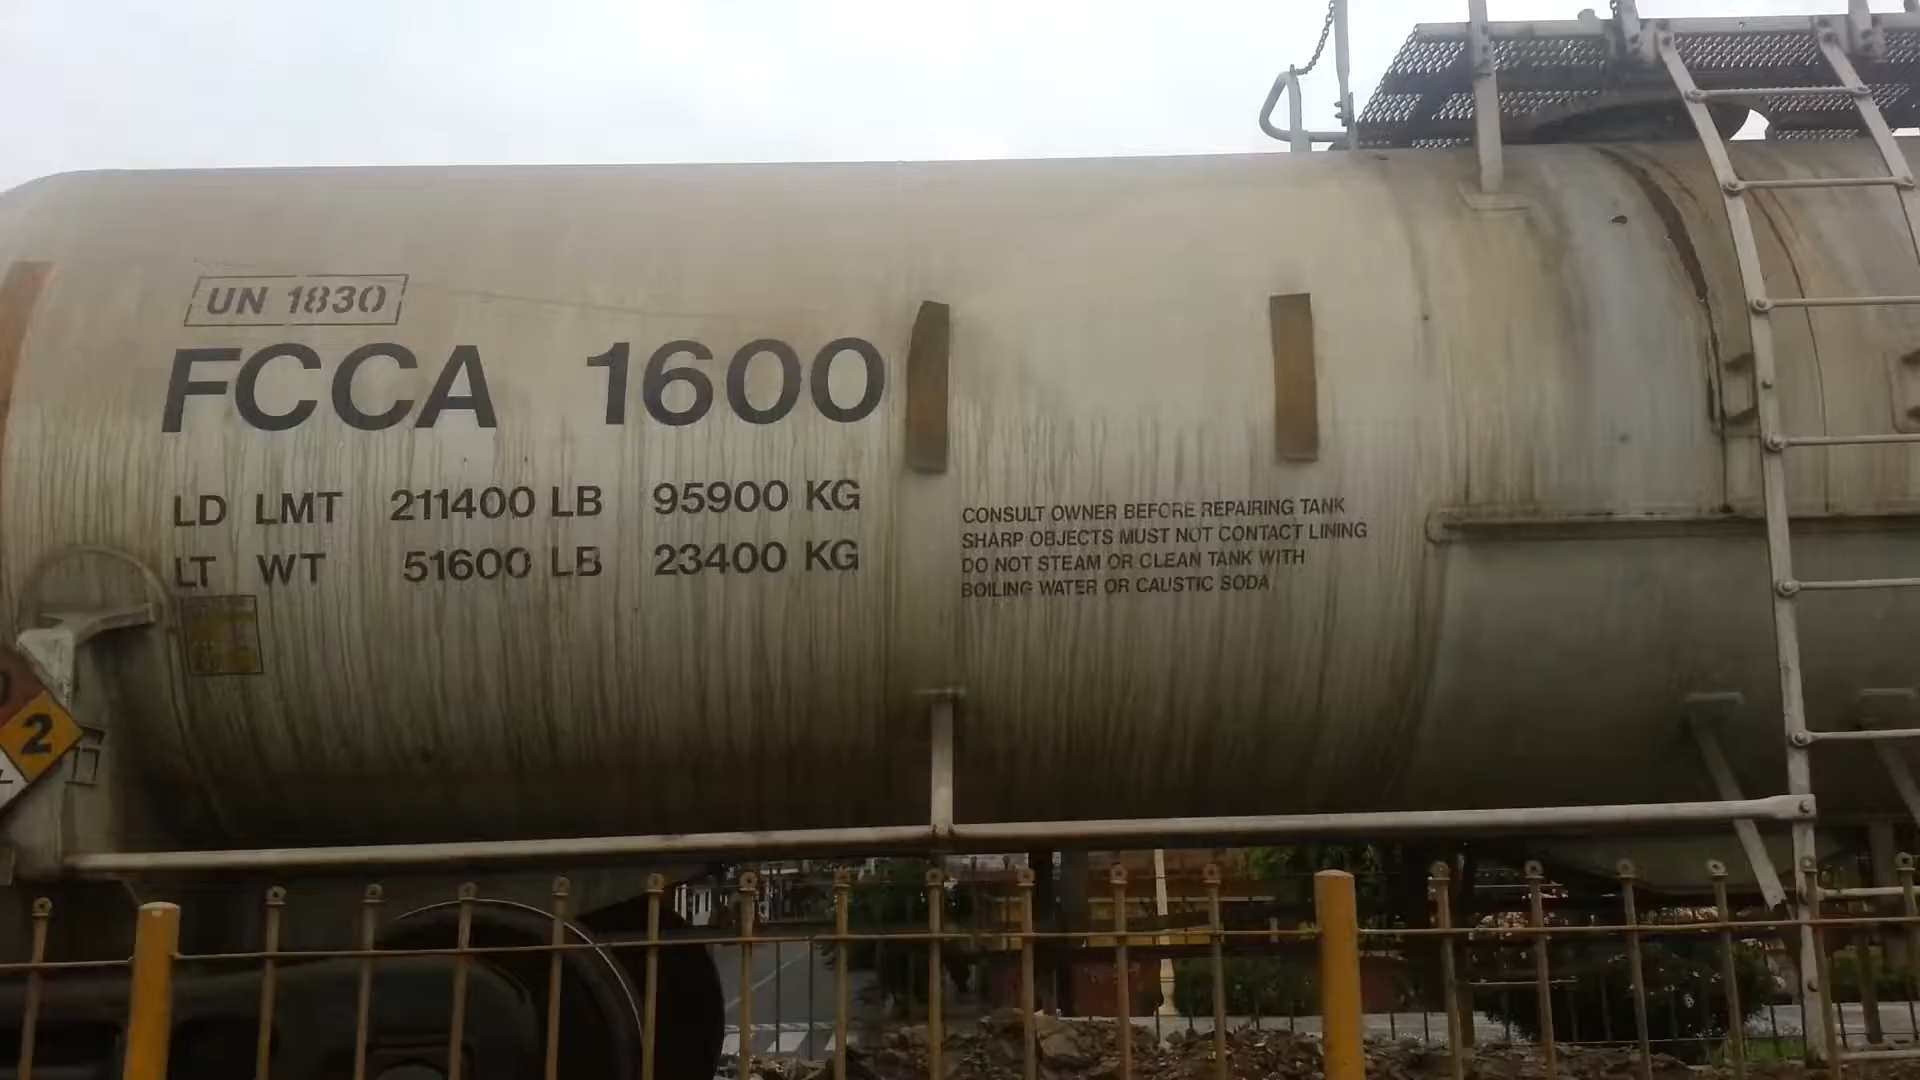 UN 1830
FCCA 1600
LD LMT 211400 LB 95900 KG
LT WT 51600 LB 23400 KG
CONSULT OWNER BEFORE REPAIRING TANK
SHARP OBJECTS MUST NOT CONTACT LINING
DO NOT STEAM OR CLEAN TANK WITH
BOILING WATER OR CAUSTIC SODA
2